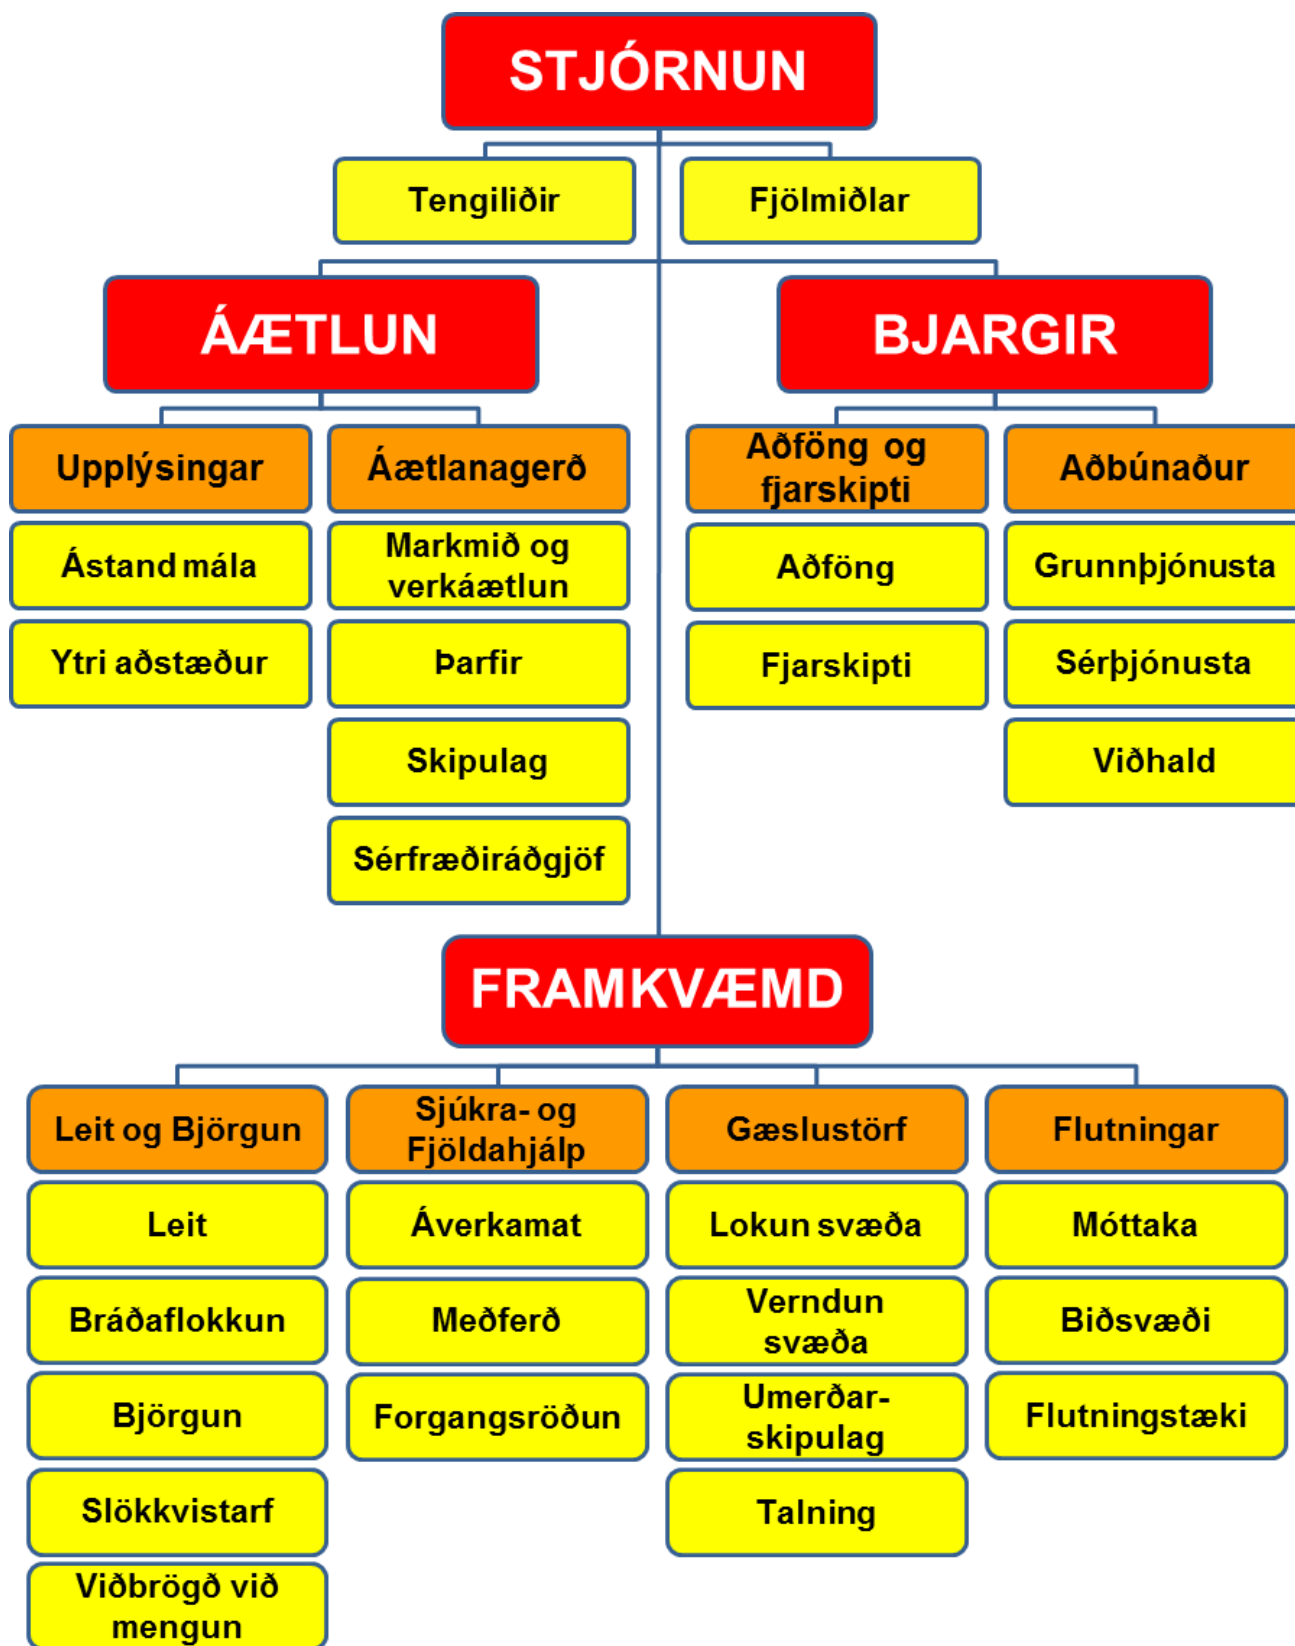 STJÓRNUN
Tengiliðir
Fjölmiðlar
ÁÆTLUN
BJARGIR
Upplýsingar
Ástand mála
Ytri aðstæður
Áætlanagerð
Markmið og
verkáætlun
Þarfir
Skipulag
Sérfræðiráðgjöf
Aðföng og
fjarskipti
Aðföng
Fjarskipti
Aðbúnaður
Grunnþjónusta
Sérþjónusta
Viðhald
FRAMKVÆMD
Leit og Björgun
Leit
Bráðaflokkun
Björgun
Slökkvistarf
Viðbrögð við
mengun
Sjúkra- og
Fjöldahjálp
Áverkamat
Meðferð
Forgangsröðun
Gæslustörf
Lokun svæða
Verndun
svæða
Umerðar-
skipulag
Talning
Flutningar
Móttaka
Biðsvæði
Flutningstæki